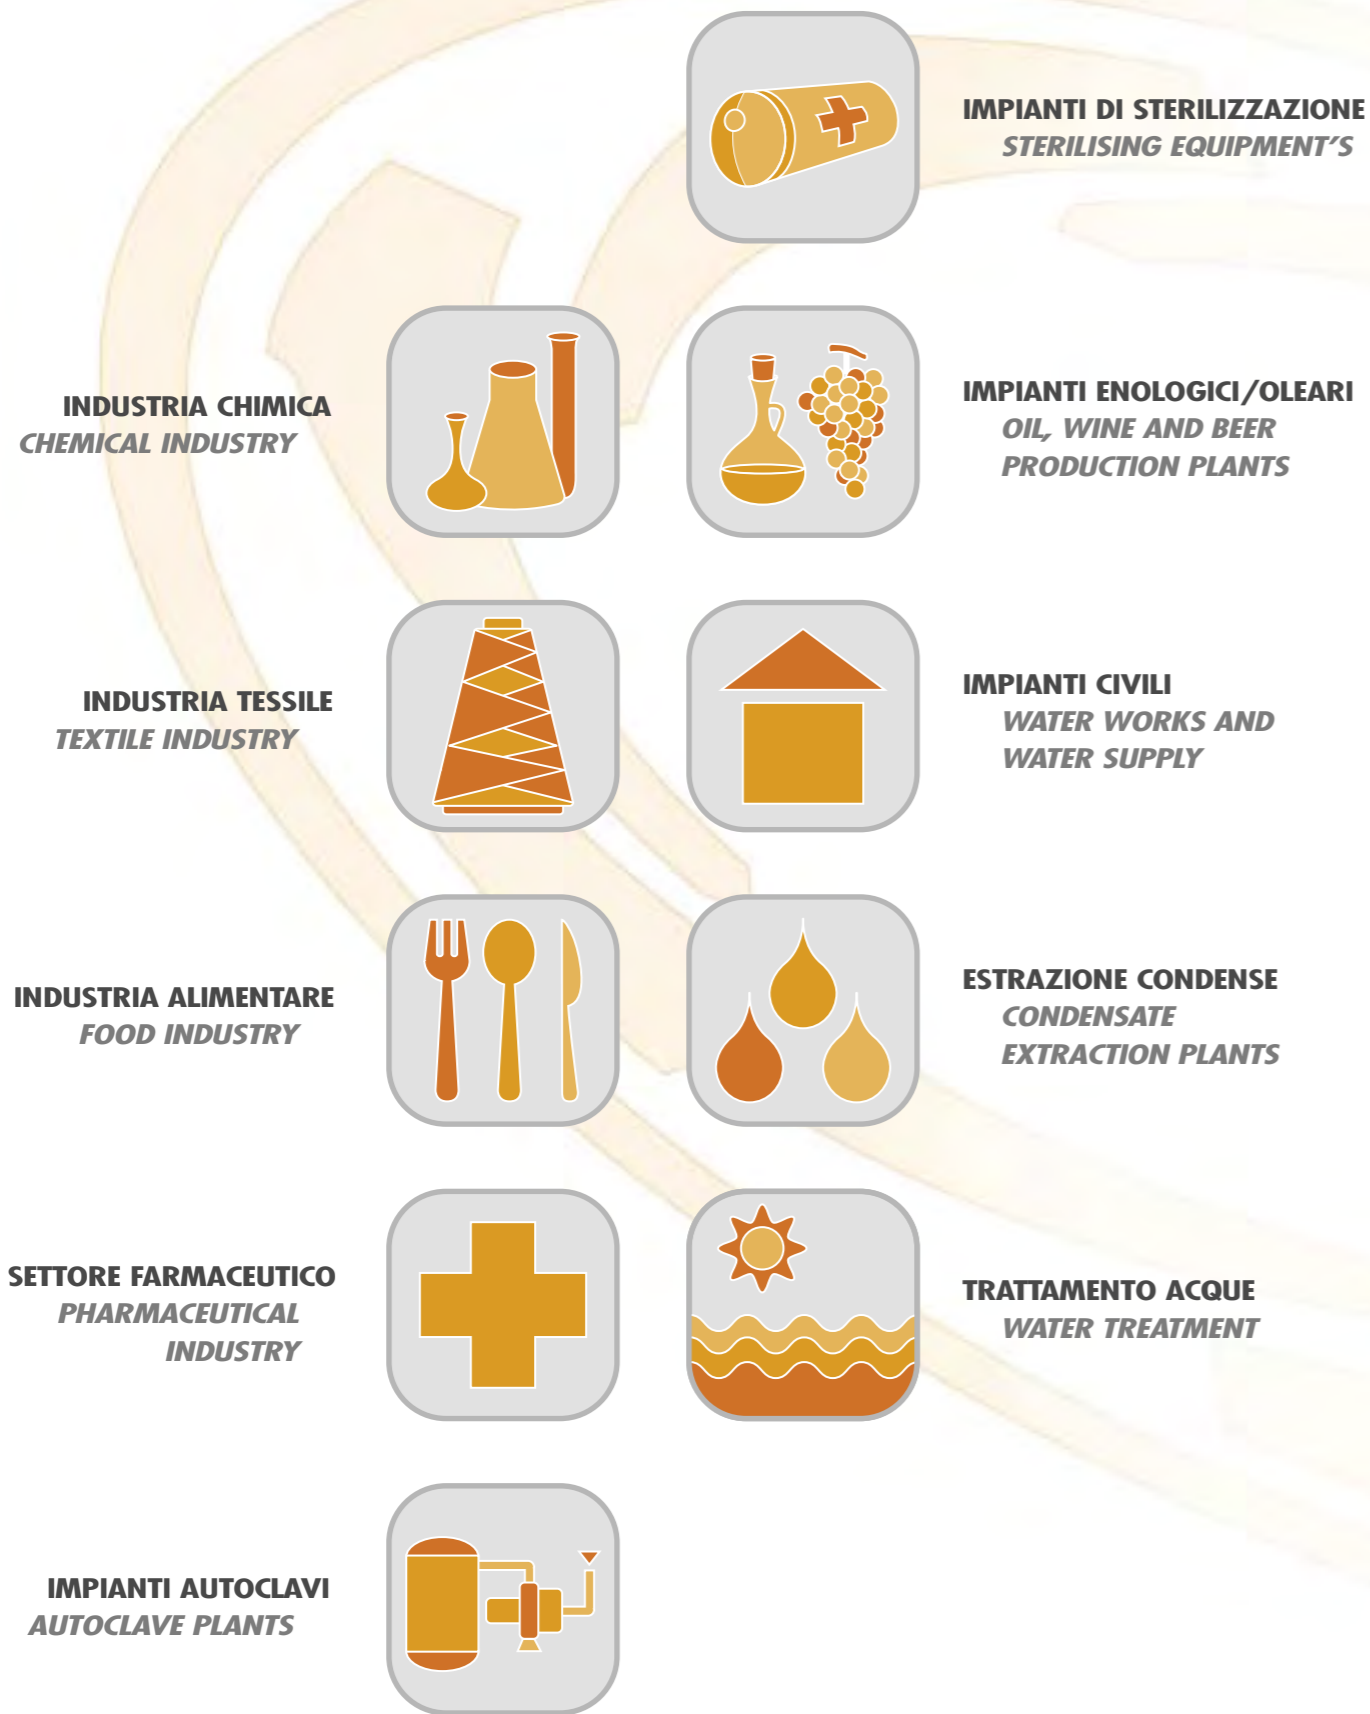 IMPIANTI DI STERILIZZAZIONE
STERILISING EQUIPMENT'S
INDUSTRIA CHIMICA
CHEMICAL INDUSTRY
IMPIANTI ENOLOGICI/OLEARI
OIL, WINE AND BEER
PRODUCTION PLANTS
INDUSTRIA TESSILE
TEXTILE INDUSTRY
IMPIANTI CIVILI
WATER WORKS AND
WATER SUPPLY
INDUSTRIA ALIMENTARE
FOOD INDUSTRY
ESTRAZIONE CONDENSE
CONDENSATE
EXTRACTION PLANTS
SETTORE FARMACEUTICO
PHARMACEUTICAL
INDUSTRY
TRATTAMENTO ACQUE
WATER TREATMENT
IMPIANTI AUTOCLAVI
AUTOCLAVE PLANTS